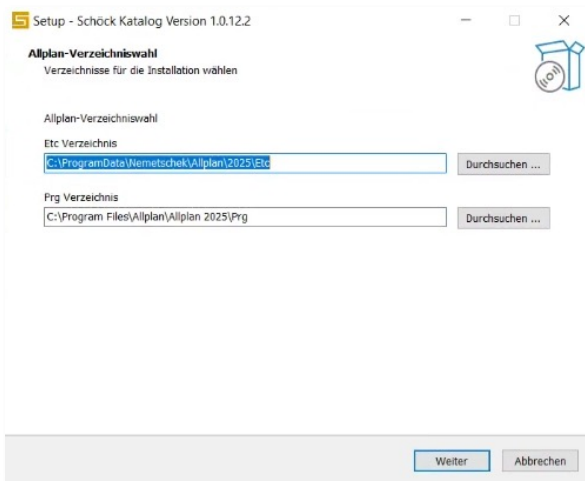 Setup - Schöck Katalog Version 1.0.12.2
Allplan-Verzeichniswahl
Verzeichnisse für die Installation wählen
Allplan-Verzeichniswahl
Etc Verzeichnis
C:\ProgramData\Nemetschek\Allplan\2025\Etc
Durchsuchen ...
Prg Verzeichnis
C:\Program Files\Allplan\Allplan 2025\Prg
Durchsuchen ...
Weiter
Abbrechen